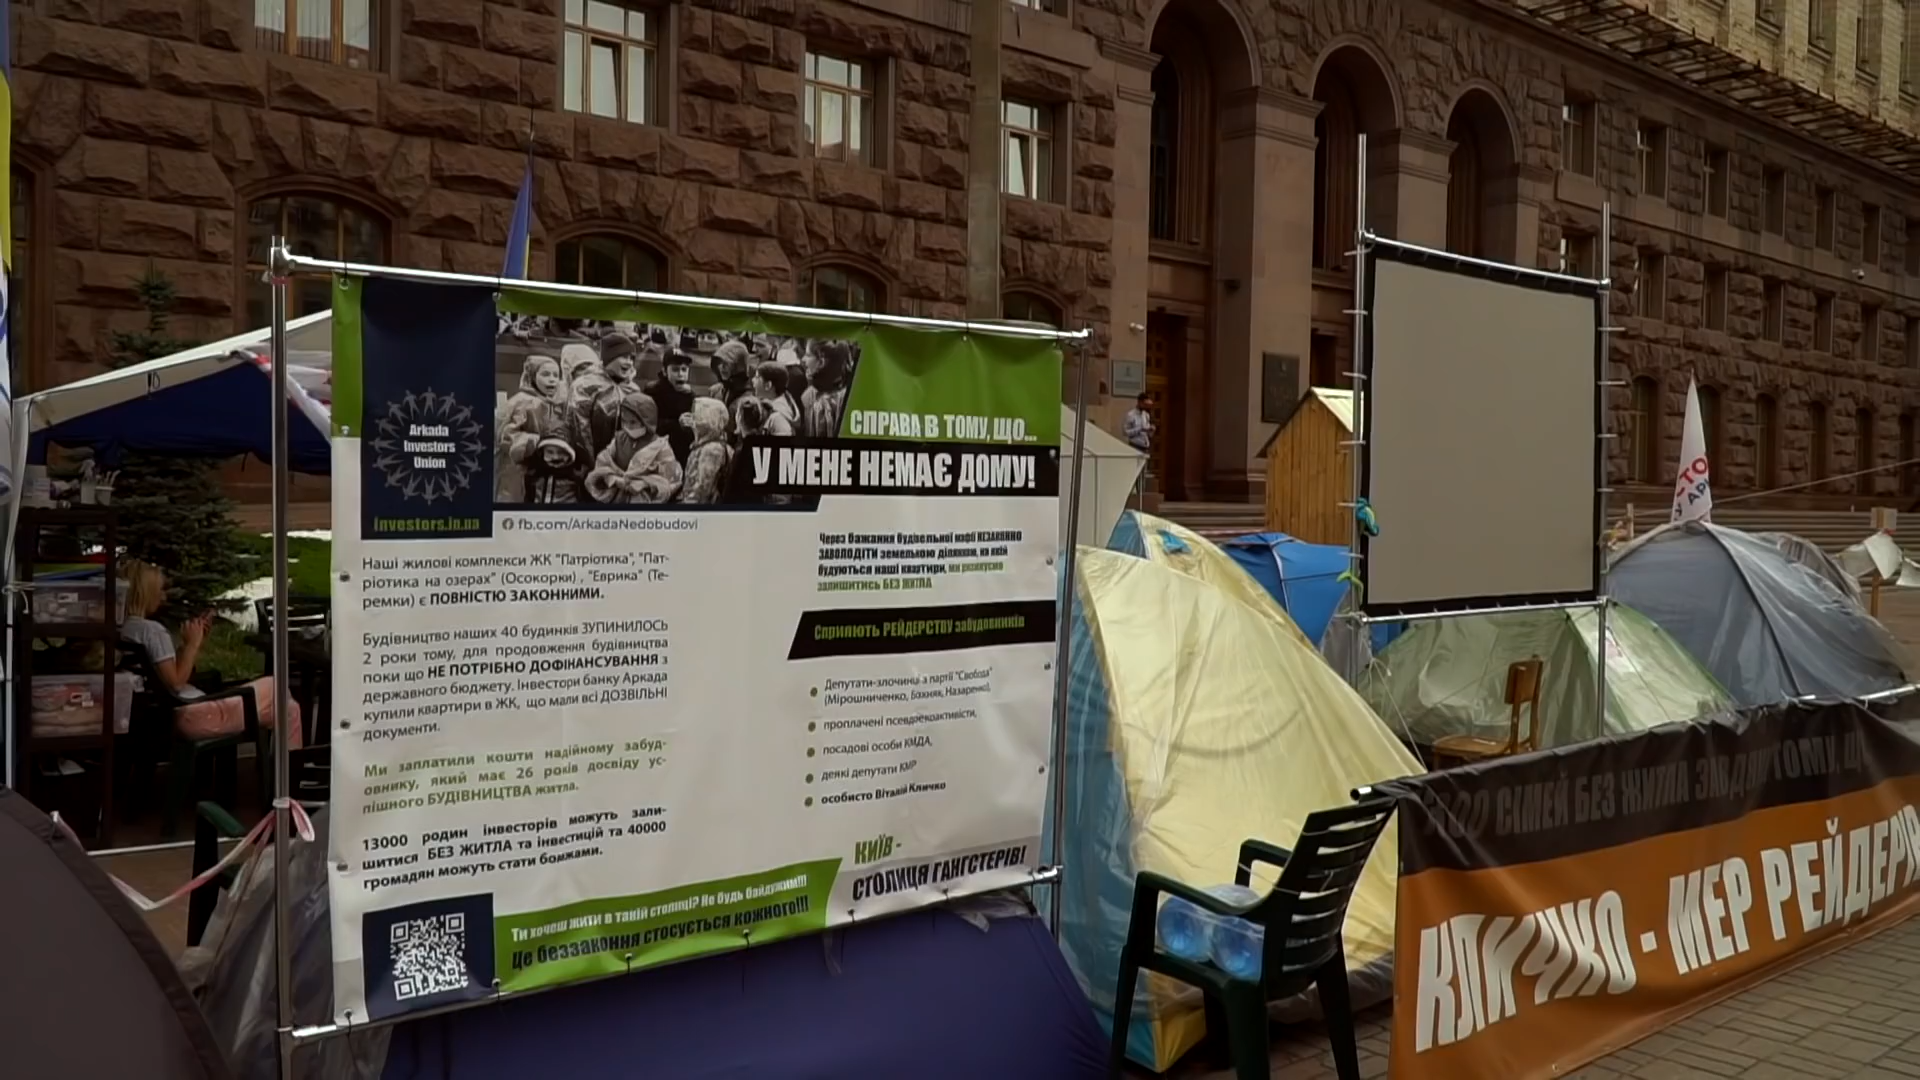 Arkada
Investors
Union
investors.in.ua
fb.com/ArkadaNedobudovi
СПРАВА В ТОМУ, ЩО...
У МЕНЕ НЕМАЄ ДОМУ!
Наші жилові комплекси ЖК "Патріотика", "Пат-
ріотика на озерах" (Осокорки) , "Еврика" (Те-
ремки) є ПОВНІСТЮ ЗАКОННИМИ.
Будівництво наших 40 будинків ЗУПИНИЛОСЬ
2 роки тому, для продовження будівництва
поки що НЕ ПОТРІБНО ДОФІНАНСУВАННЯ з
державного бюджету. Інвестори банку Аркада
купили квартири в ЖК, що мали всі ДОЗВІЛЬНІ
документи.
Ми заплатили кошти надійному забуд-
овнику, який має 26 років досвіду ус-
пішного БУДІВНИЦТВА житла.
13000 родин інвесторів можуть зали-
шитися БЕЗ ЖИТЛА та інвестицій та 40000
громадян можуть стати бомжами.
Через бажання будівельної мафії НЕЗАКОННО
ЗАВОЛОДІТИ земельною ділянкою, на якій
будуються наші квартири, ми ризикуємо
залишитись БЕЗ ЖИТЛА
Сприяють РЕЙДЕРСТВУ забудовників
Депутати-злочинці з партії "Свобода"
(Мірошниченко, Бохняк, Назаренко),
проплачені псевдоекоактивісти,
посадові особи КМДА,
деякі депутати КМР
особисто Віталій Кличко
КИЇВ -
СТОЛИЦЯ ГАНГСТЕРІВ!
Ти хочеш жити в такій столиці? Не будь байдужим!!!
Це беззаконня стосується кожного!!!
СІМЕЙ БЕЗ ЖИТЛА ТОМУ, Щ
КЛИЧКО - МЕР РЕЙДЕРІВ